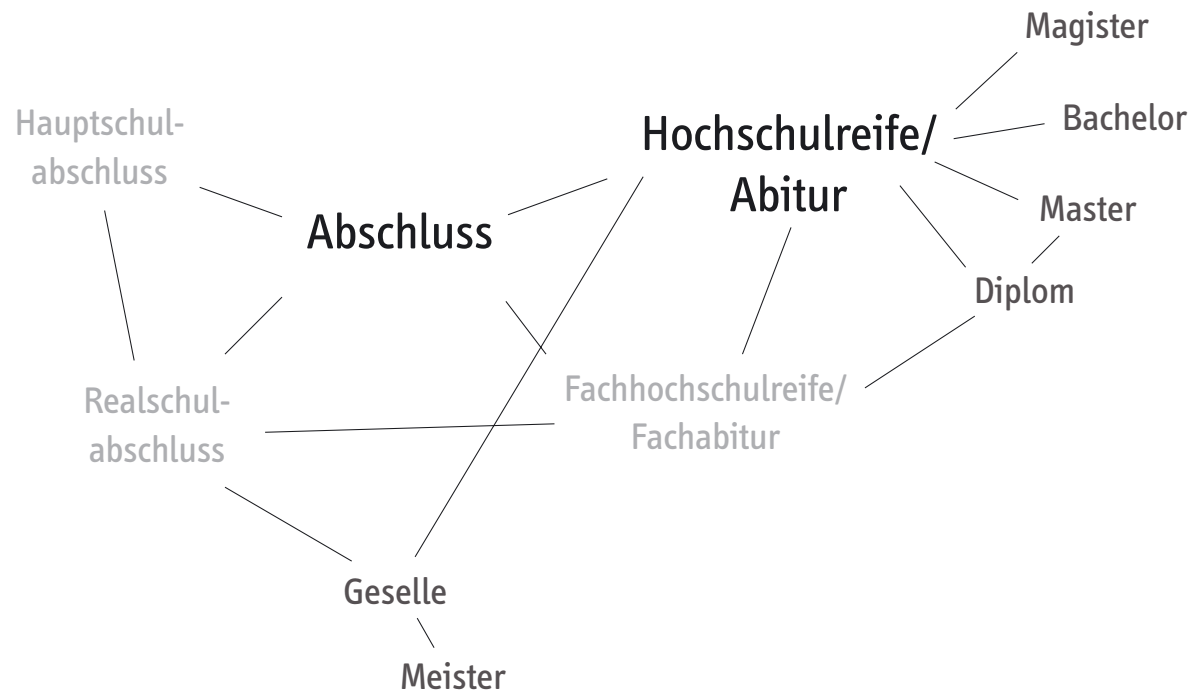 Magister
Hauptschul-
abschluss
Hochschulreife/
Abitur
Bachelor
Abschluss
Master
Diplom
Realschul-
abschluss
Fachhochschulreife/
Fachabitur
Geselle
Meister